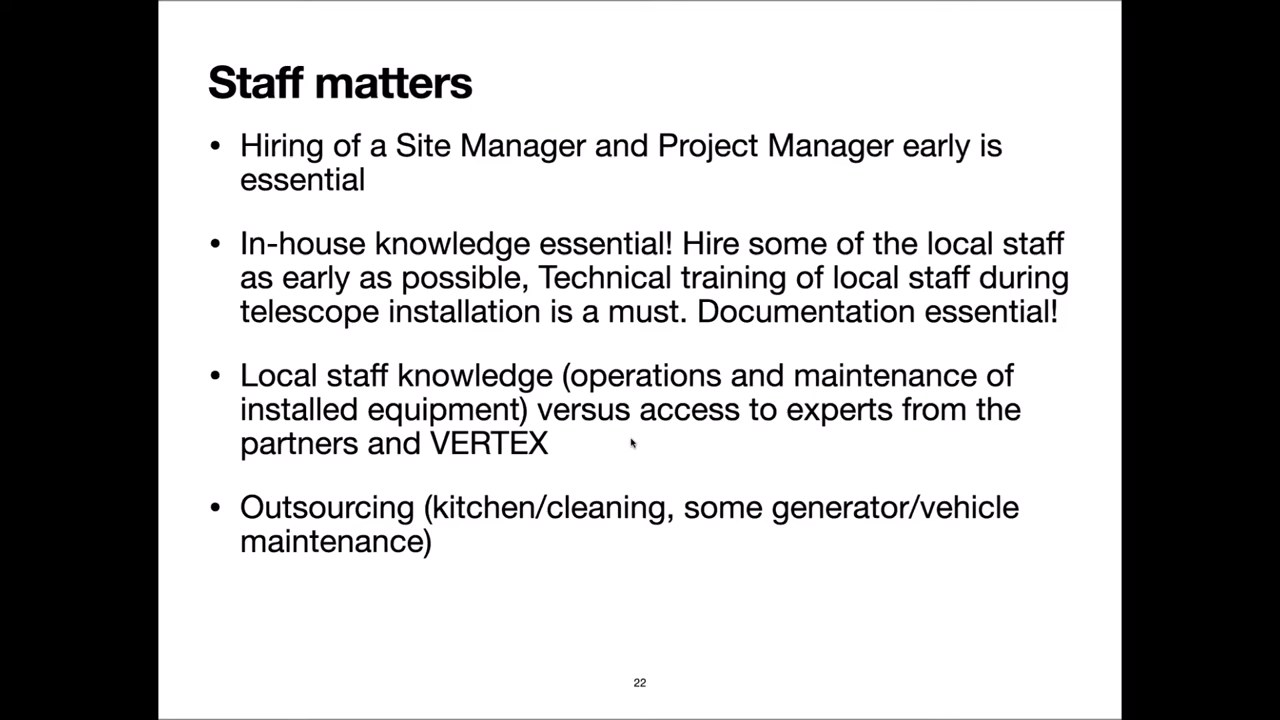 Staff matters
• Hiring of a Site Manager and Project Manager early is
essential
• In-house knowledge essential! Hire some of the local staff
as early as possible, Technical training of local staff during
telescope installation is a must. Documentation essential!
• Local staff knowledge (operations and maintenance of
installed equipment) versus access to experts from the
partners and VERTEX
• Outsourcing (kitchen/cleaning, some generator/vehicle
maintenance)
22